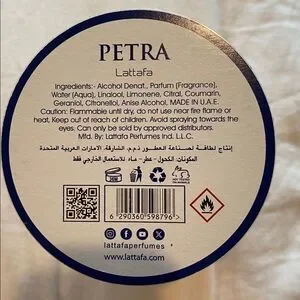 PETRA
Lattafa
Ingredients:- Alcohol Denat., Parfum (Fragrance),
Water (Aqua), Linalool, Limonene, Citral, Coumarin,
Geraniol, Citronellol, Anise Alcohol, MADE IN U.A.E.
Caution: Flammable until dry, do not use near fire flame or
heat, Keep out of reach of children. Avoid spraying towards the
eyes. Can only be sold by approved distributors.
Mfg. By: Lattafa Perfumes Ind. L.L.C.
إنتاج لطافة لصناعة العطور ذ.م.م. الشارقة، الامارات العربية المتحدة
المكونات: الكحول- عطر- ماء للاستعمال الخارجي فقط
6 290360 598796 >
lattafaperfumes
www.lattafa.com